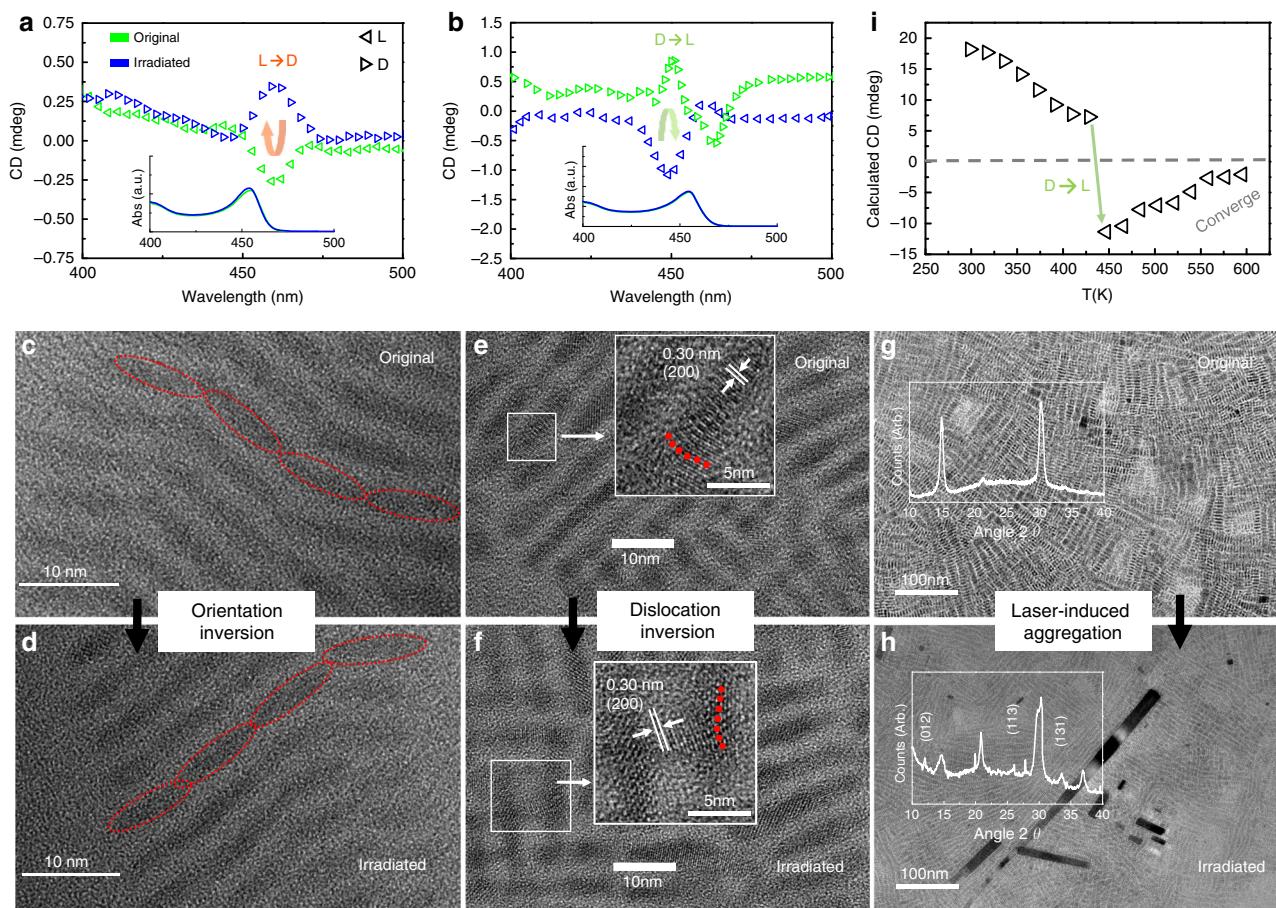 a
0.75
0.50
0.25
0.00
−0.25
−0.50
−0.75
CD (mdeg)
Original
Irradiated
L
D
L → D
Abs (a.u.)
400
450
500
400
450
500
Wavelength (nm)
b
1.5
1.0
0.5
0.0
−0.5
−1.0
−1.5
−2.0
−2.5
CD (mdeg)
D → L
Abs (a.u.)
400
450
500
400
450
500
Wavelength (nm)
i
20
15
10
5
0
−5
−10
−15
Calculated CD (mdeg)
D → L
Converge
250
300
350
400
450
500
550
600
T(K)
c
Original
10 nm
e
Original
0.30 nm
(200)
5nm
10nm
g
Original
Counts (Arb.)
10
15
20
25
30
35
40
Angle 2 θ
100nm
Orientation
inversion
Dislocation
inversion
Laser-induced
aggregation
d
10 nm
Irradiated
f
0.30 nm
(200)
5nm
10nm
Irradiated
h
Counts (Arb.)
(012)
(113)
(131)
10
15
20
25
30
35
40
Angle 2 θ
100nm
Irradiated